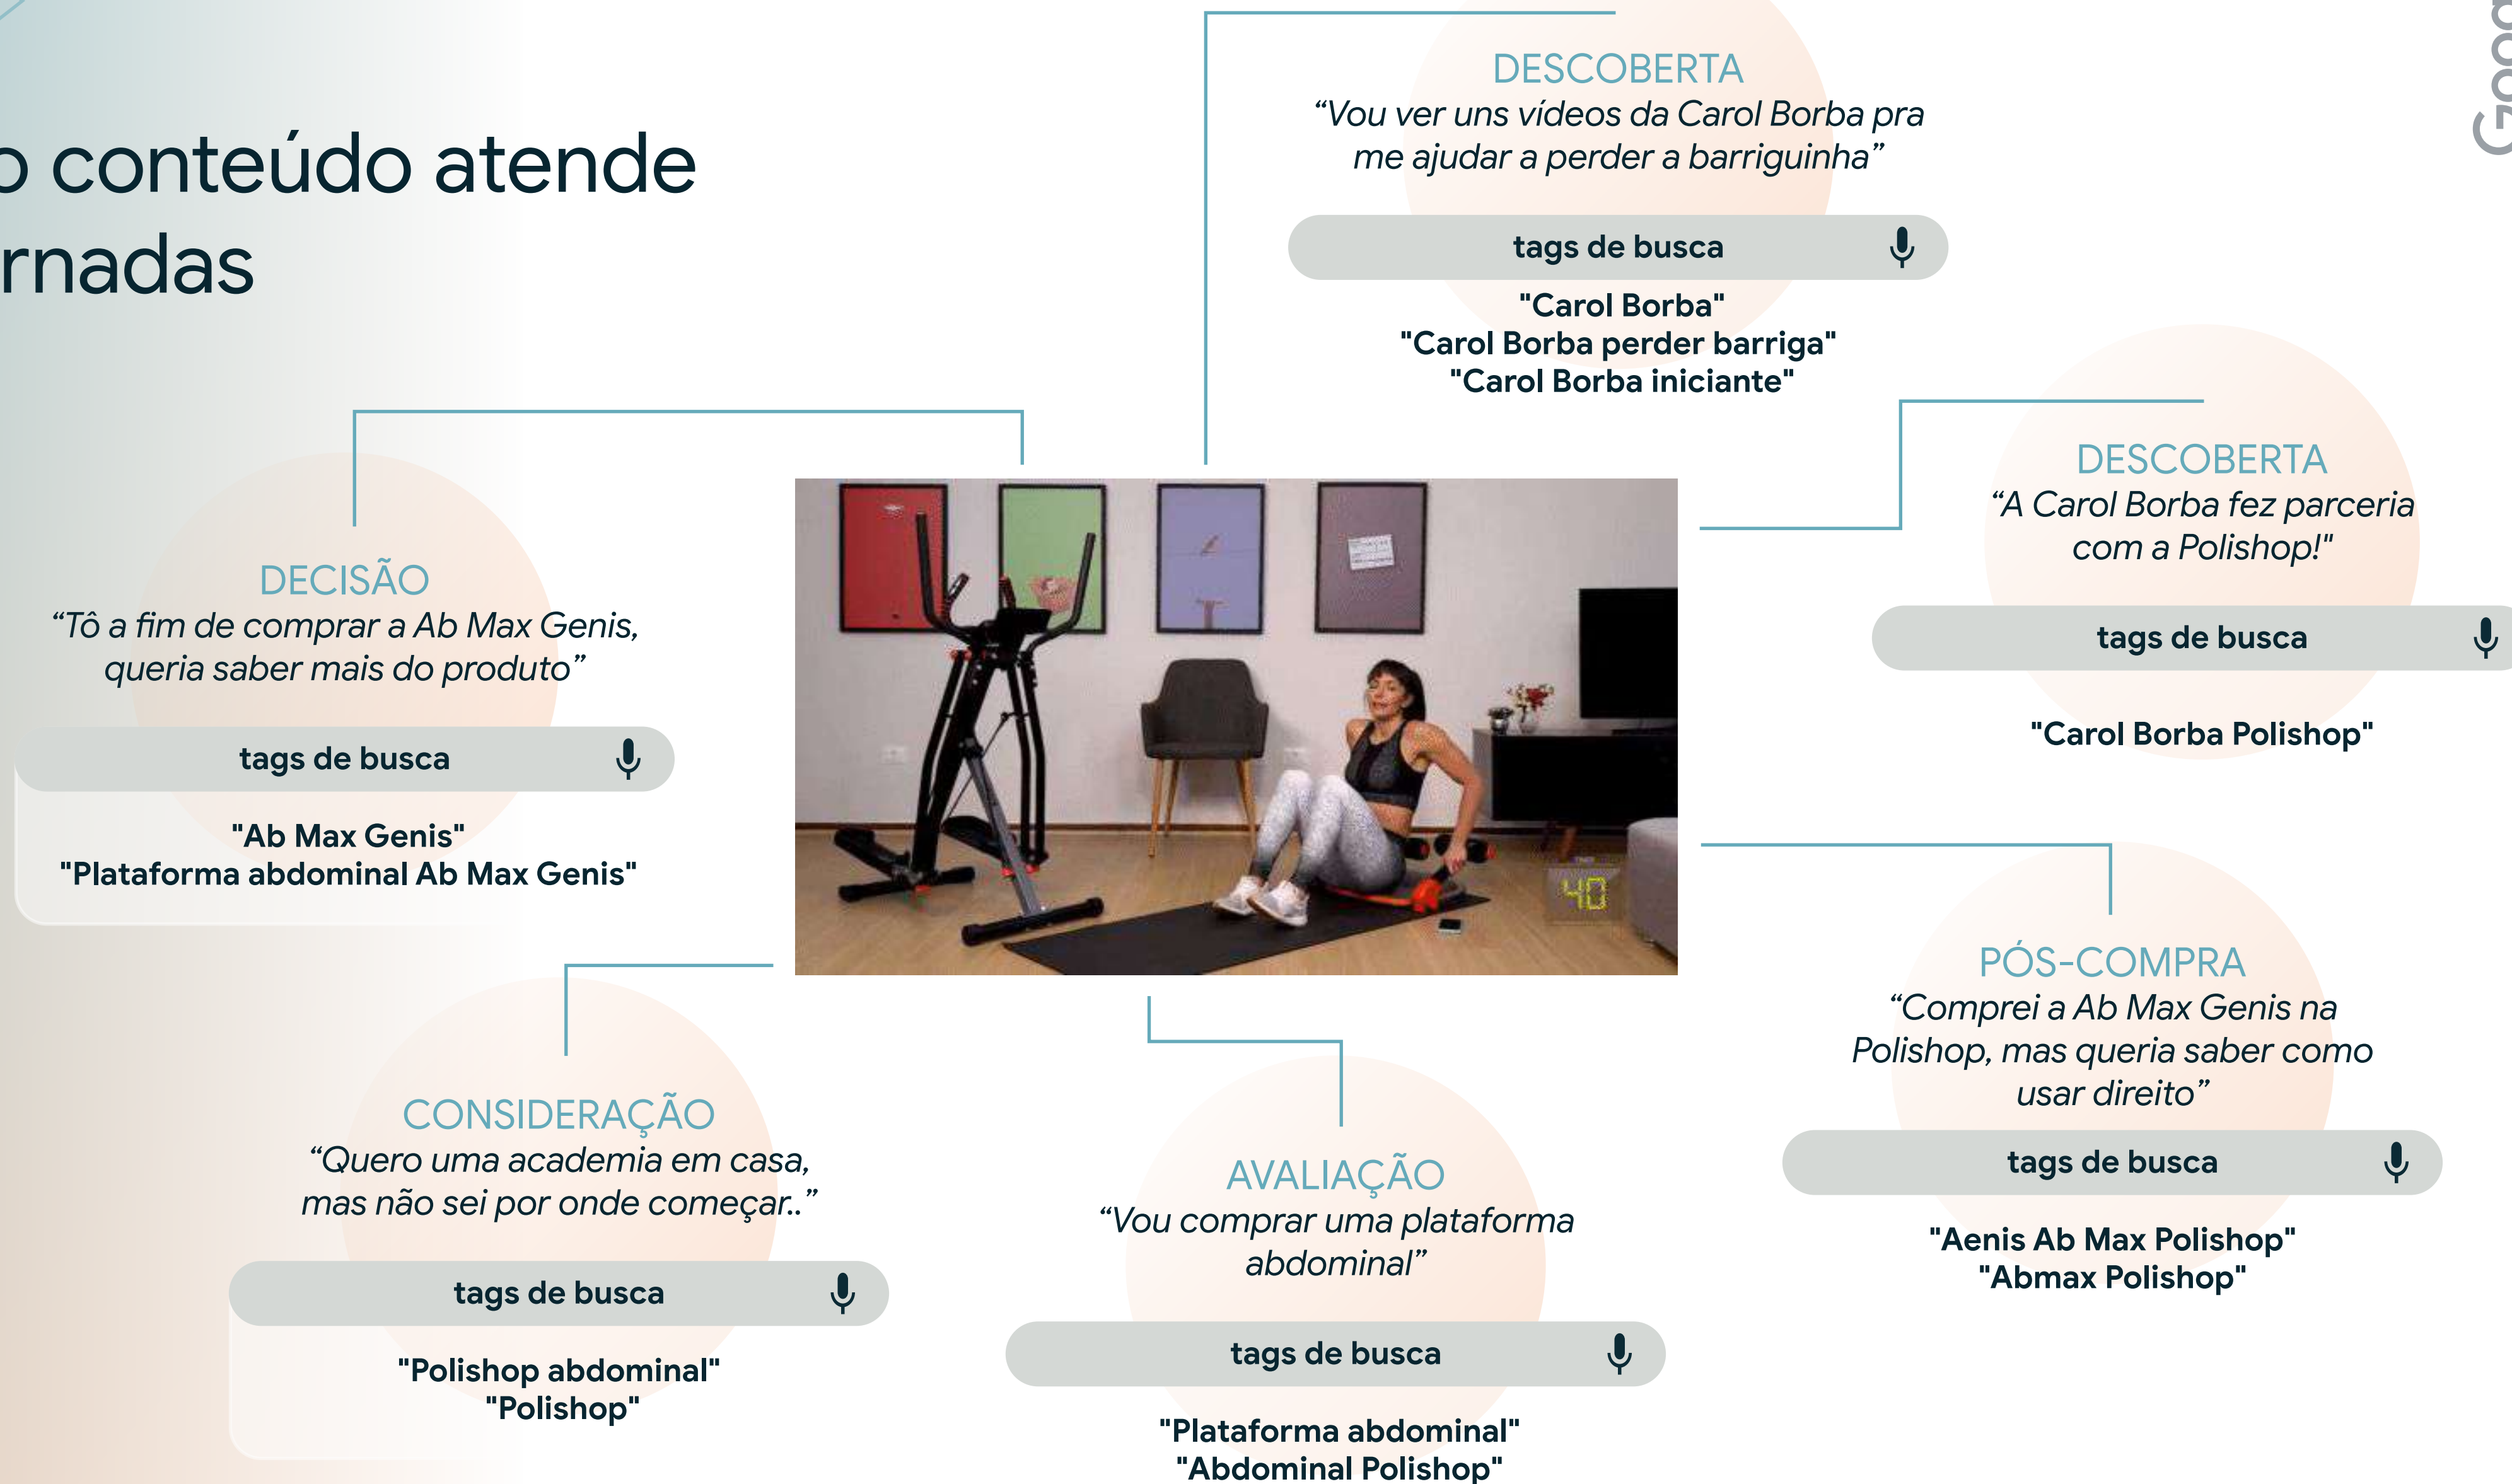 o conteúdo atende
rnadas
DESCOBERTA
“Vou ver uns vídeos da Carol Borba pra
me ajudar a perder a barriguinha”
tags de busca
"Carol Borba"
"Carol Borba perder barriga"
"Carol Borba iniciante"
DESCOBERTA
“A Carol Borba fez parceria
com a Polishop!"
tags de busca
"Carol Borba Polishop"
DECISÃO
“Tô a fim de comprar a Ab Max Genis,
queria saber mais do produto”
tags de busca
"Ab Max Genis"
"Plataforma abdominal Ab Max Genis"
40
PÓS-COMPRA
“Comprei a Ab Max Genis na
Polishop, mas queria saber como
usar direito”
tags de busca
"Aenis Ab Max Polishop"
"Abmax Polishop"
CONSIDERAÇÃO
“Quero uma academia em casa,
mas não sei por onde começar..”
tags de busca
"Polishop abdominal"
"Polishop"
AVALIAÇÃO
“Vou comprar uma plataforma
abdominal”
tags de busca
"Plataforma abdominal"
"Abdominal Polishop"